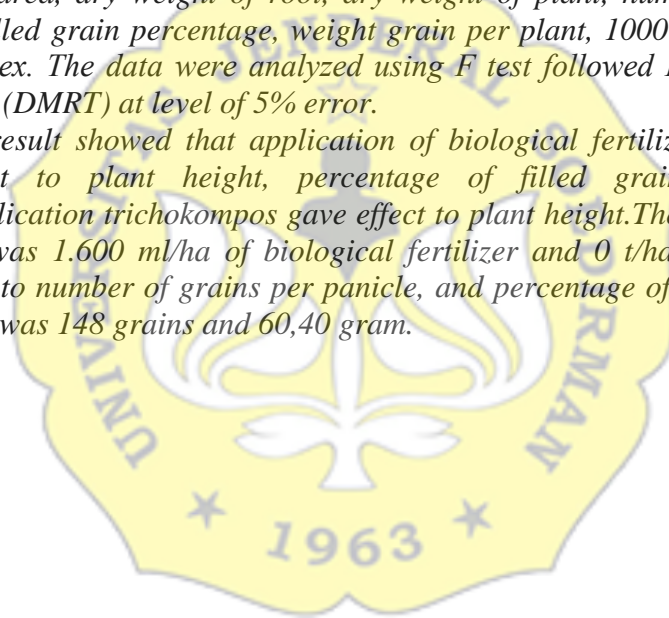 area, dry weight of root, dry weight of plant, num
lled grain percentage, weight grain per plant, 1000
ex. The data were analyzed using F test followed
(DMRT) at level of 5% error.
result showed that application of biological fertiliz
t to plant height, percentage of filled grai
lication trichokompos gave effect to plant height.The
was 1.600 ml/ha of biological fertilizer and 0 t/ha
to number of grains per panicle, and percentage of
was 148 grains and 60,40 gram.
UNIVERSITAS JENDERAL SOEDIRMAN
1963